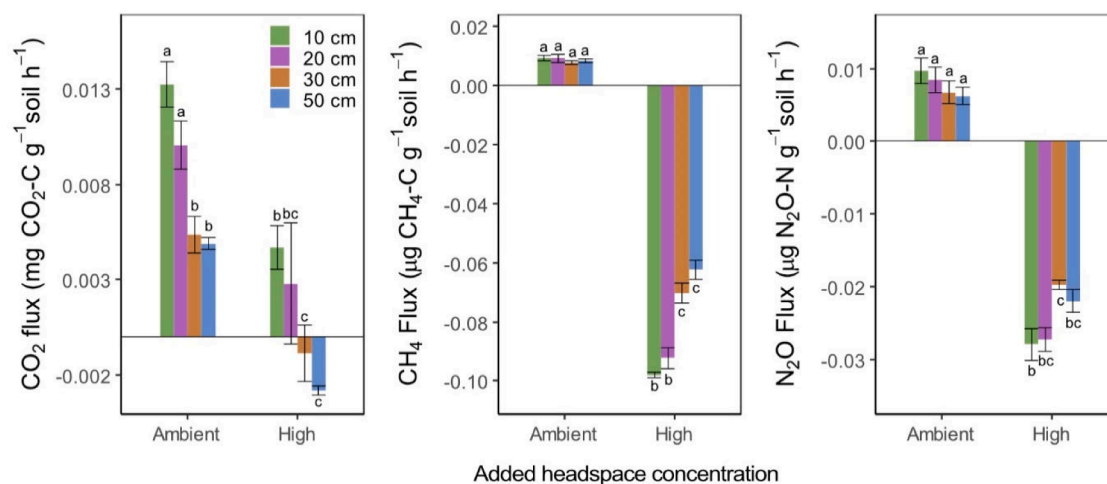 CO₂ flux (mg CO₂-C g⁻¹ soil h⁻¹)
0.013
0.008
0.003
-0.002
10 cm
20 cm
30 cm
50 cm
a
a
b
b
b
bc
c
c
Ambient
High
CH₄ Flux (µg CH₄-C g⁻¹ soil h⁻¹)
0.02
0.00
-0.02
-0.04
-0.06
-0.08
-0.10
a
a
a
a
b
b
c
c
Ambient
High
N₂O Flux (µg N₂O-N g⁻¹ soil h⁻¹)
0.01
0.00
-0.01
-0.02
-0.03
a
a
a
a
b
b
c
bc
Ambient
High
Added headspace concentration